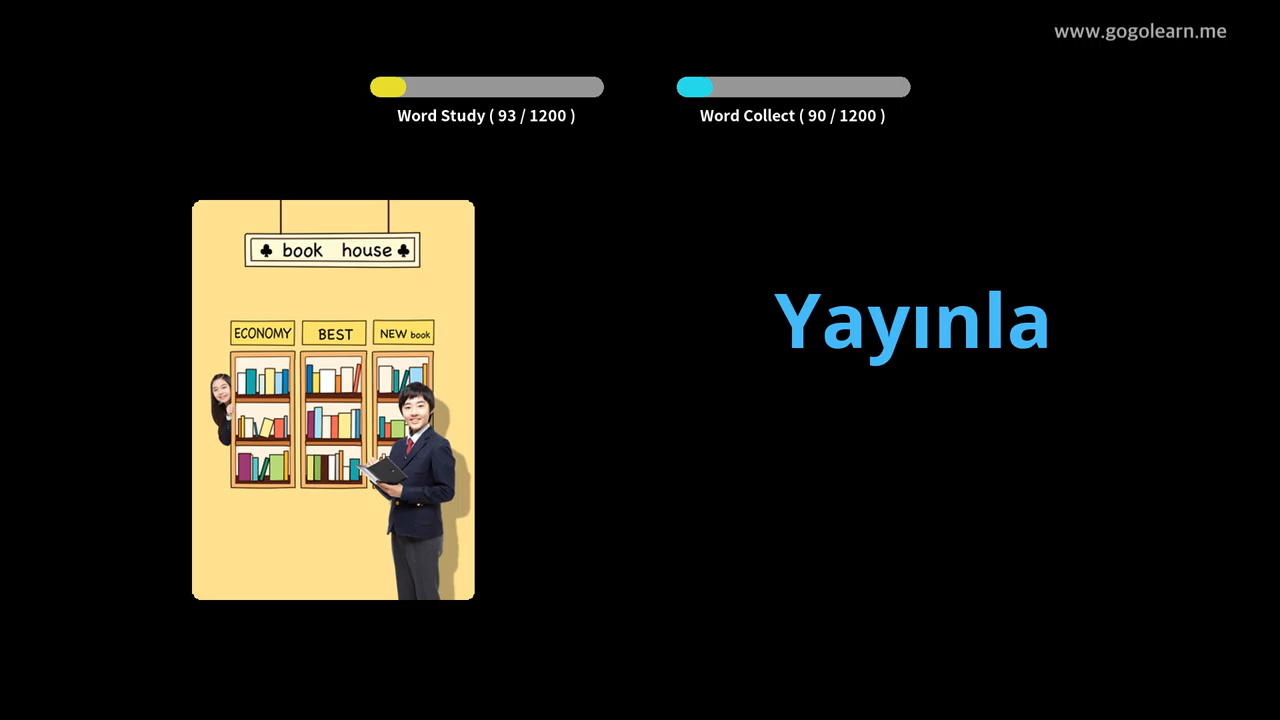 www.gogolearn.me
Word Study ( 93 / 1200 )
Word Collect ( 90 / 1200 )
♣ book house ♣
ECONOMY
BEST
NEW book
Yayınla